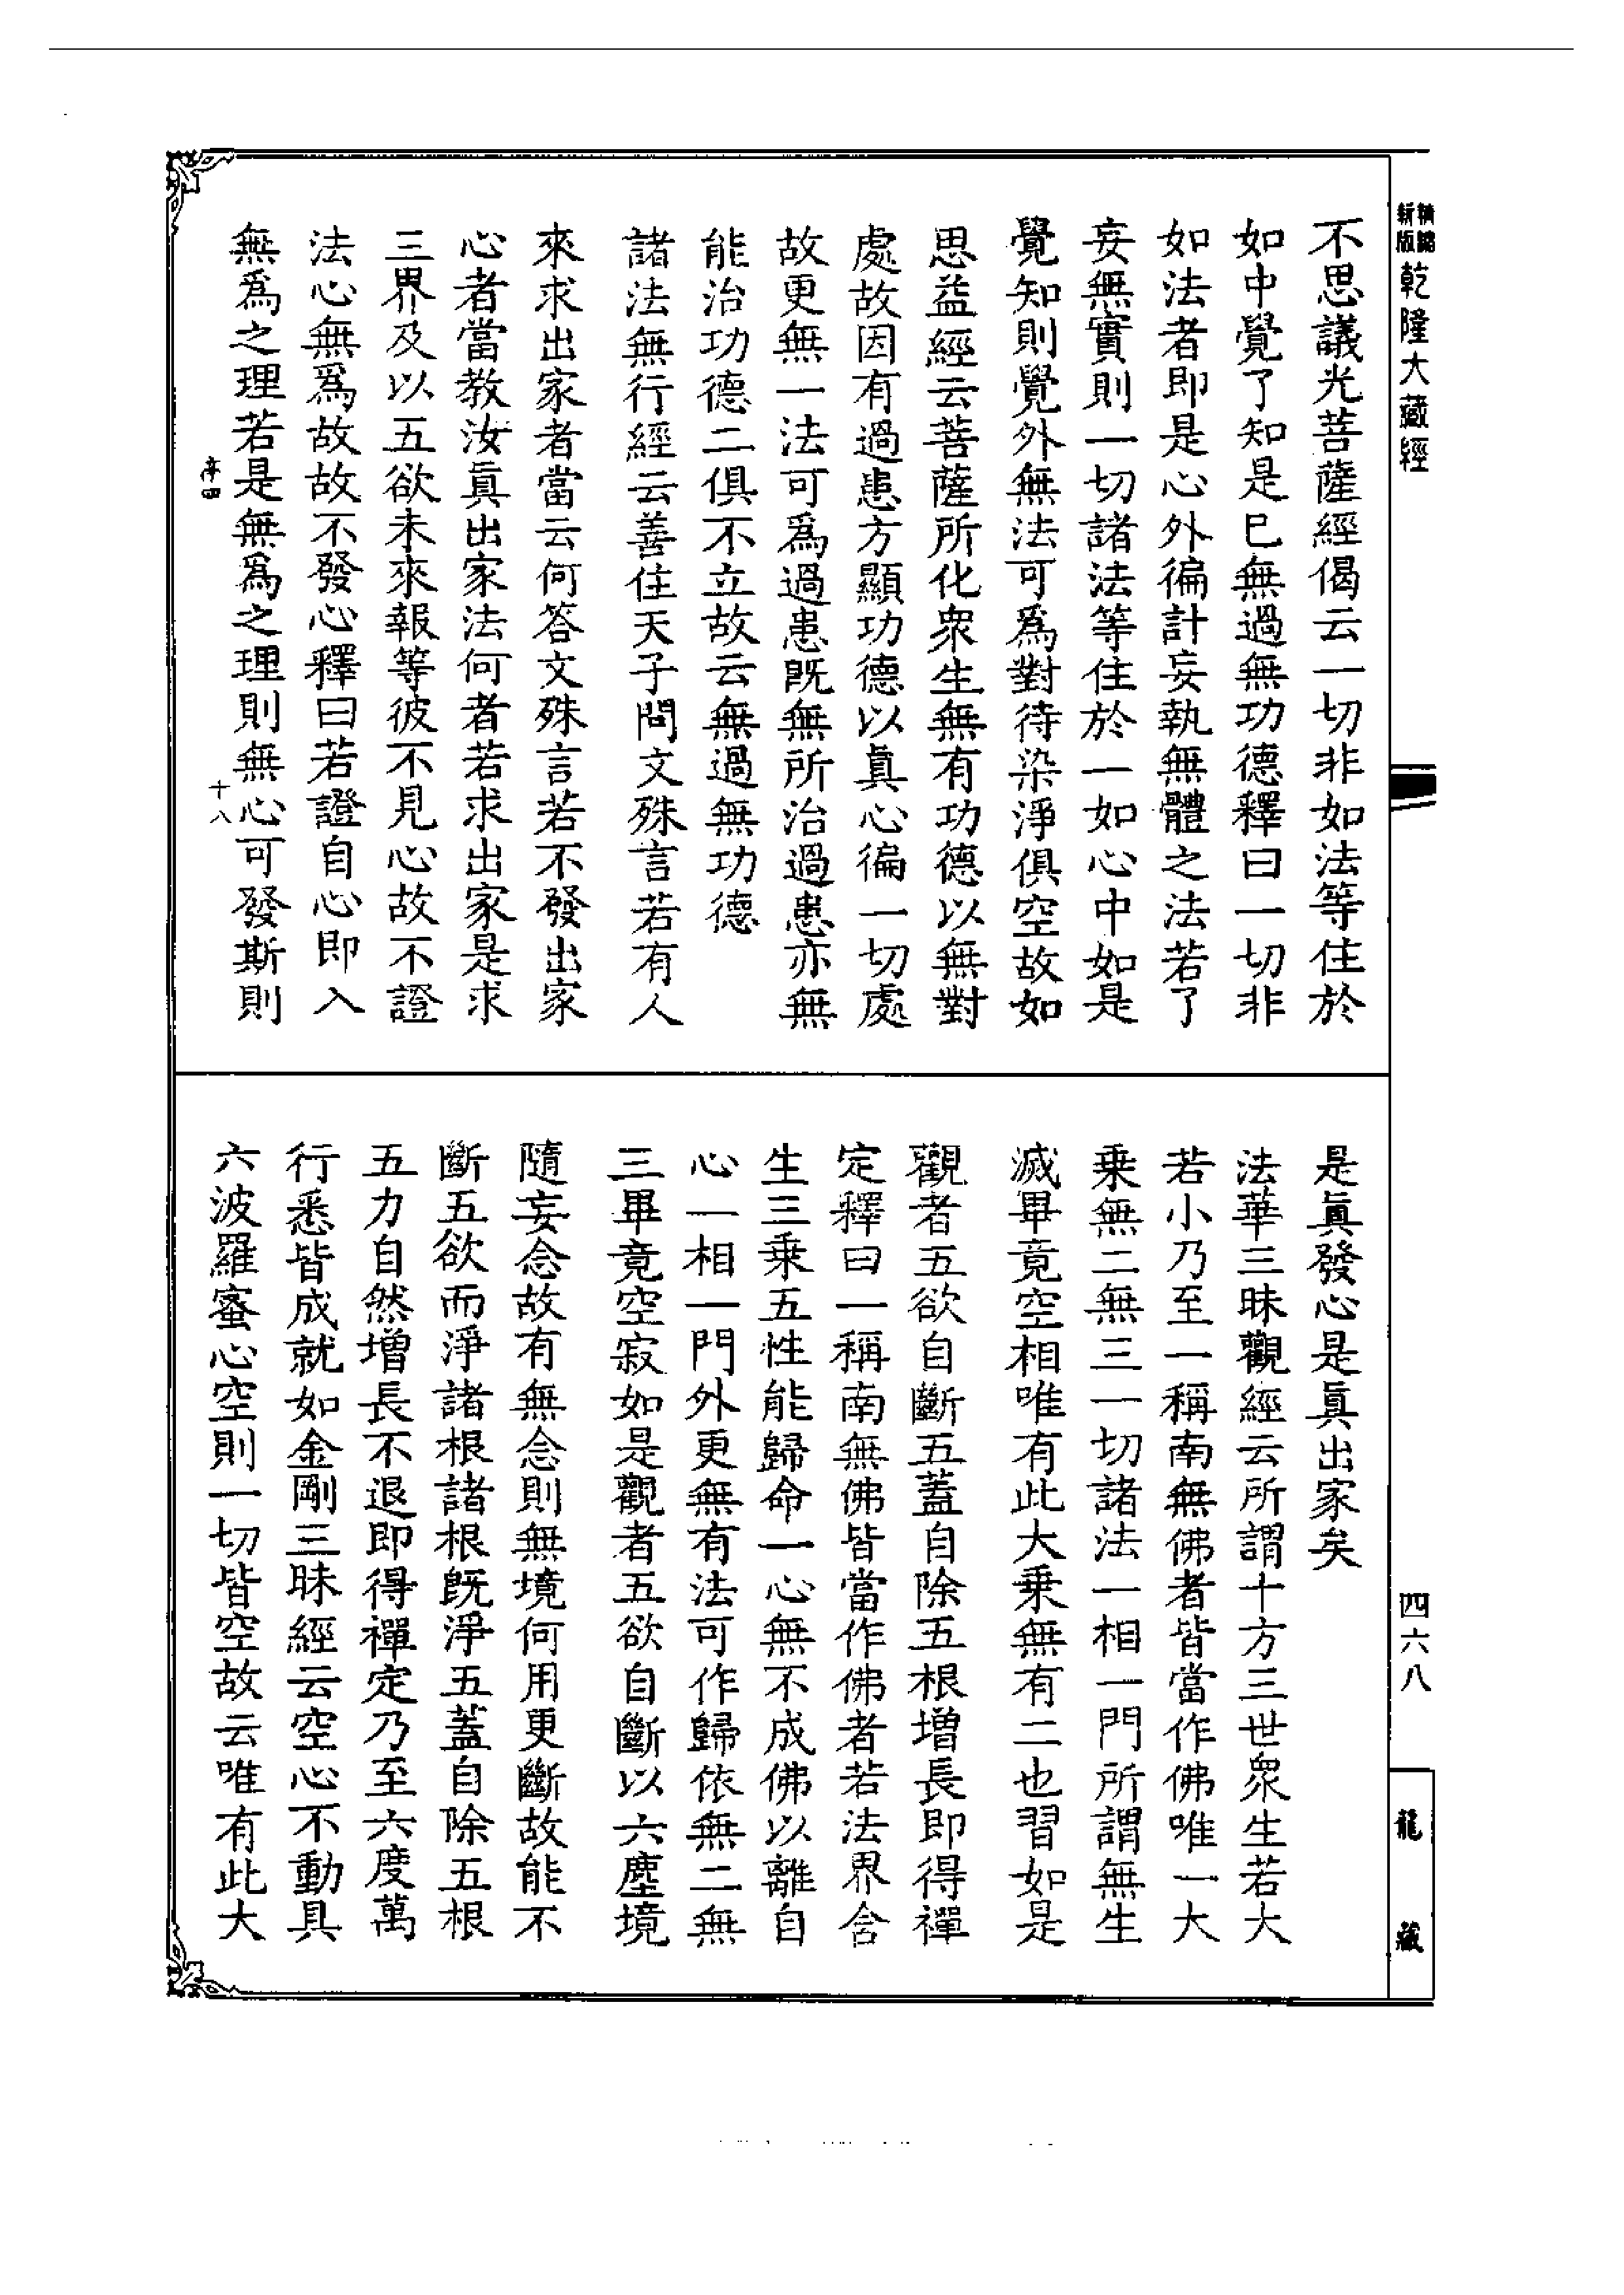 新版精縮乾隆大藏經
四六八
龍藏
不思議光菩薩經偈云一切非如法等住於
如中覺了知是已無過無功德釋曰一切非
如法者即是心外徧計妄執無體之法若了
妄無實則一切諸法等住於一如心中如是
覺知則覺外無法可爲對待染淨俱空故如
思益經云菩薩所化衆生無有功德以無對
處故因有過患方顯功德以眞心徧一切處
故更無一法可爲過患旣無所治過患亦無
能治功德二俱不立故云無過無功德
諸法無行經云善住天子問文殊言若有人
來求出家者當云何答文殊言若不發出家
心者當教汝眞出家法何者若求出家是求
三界及以五欲未來報等彼不見心故不證
法心無爲故故不發心釋曰若證自心即入
無爲之理若是無爲之理則無心可發斯則
十八
是眞發心是眞出家矣
法華三昧觀經云所謂十方三世衆生若大
若小乃至一稱南無佛者皆當作佛唯一大
乗無二無三一切諸法一相一門所謂無生
滅畢竟空相唯有此大乗無有二也習如是
觀者五欲自斷五蓋自除五根增長即得禪
定釋曰一稱南無佛皆當作佛者若法界含
生三乗五性能歸命一心無不成佛以離自
心一相一門外更無有法可作歸依無二無
三畢竟空寂如是觀者五欲自斷以六塵境
隨妄念故有無念則無境何用更斷故能不
斷五欲而淨諸根諸根旣淨五蓋自除五根
五力自然增長不退即得禪定乃至六度萬
行悉皆成就如金剛三昧經云空心不動具
六波羅蜜心空則一切皆空故云唯有此大